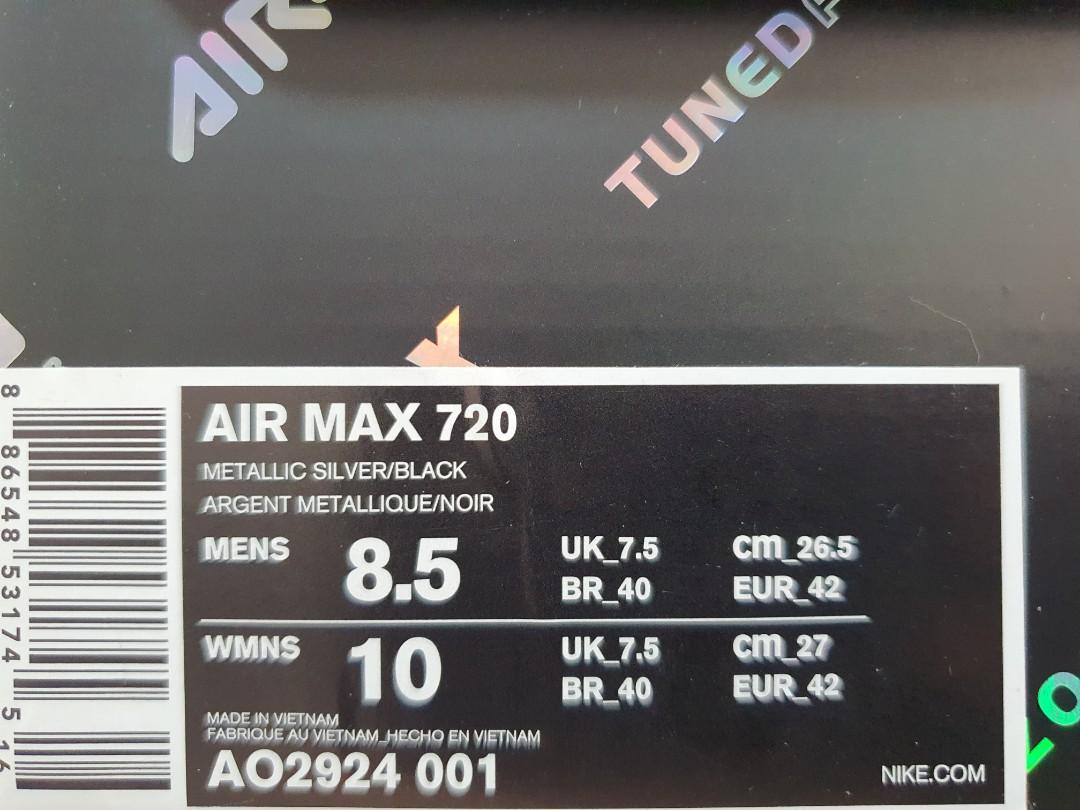 AIR
TUNED
AIR MAX 720
METALLIC SILVER/BLACK
ARGENT METALLIQUE/NOIR
MENS 8.5 UK_7.5 cm_26.5
BR_40 EUR_42
WMNS 10 UK_7.5 cm_27
BR_40 EUR_42
MADE IN VIETNAM
FABRIQUE AU VIETNAM_HECHO EN VIETNAM
AO2924 001
NIKE.COM
8 86548 53174 5 16